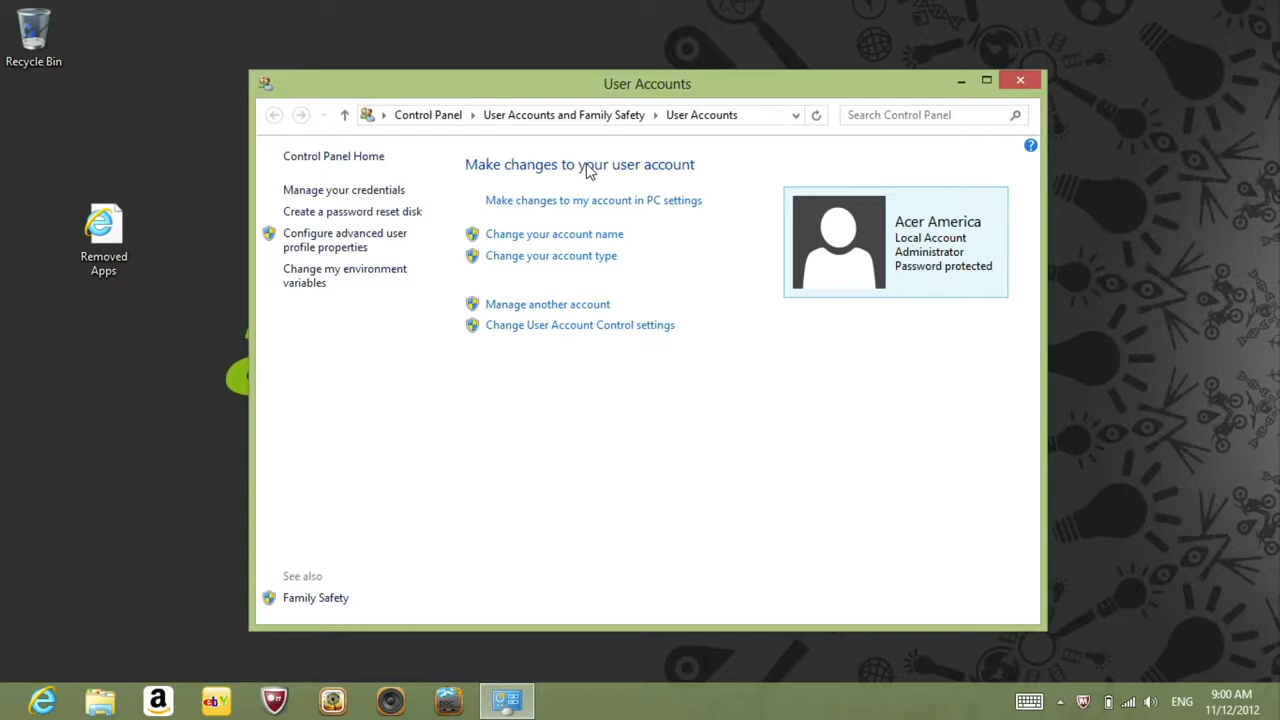 Recycle Bin
Removed
Apps
User Accounts
Control Panel
User Accounts and Family Safety
User Accounts
Search Control Panel
Control Panel Home
Manage your credentials
Create a password reset disk
Configure advanced user
profile properties
Change my environment
variables
Make changes to your user account
Make changes to my account in PC settings
Change your account name
Change your account type
Manage another account
Change User Account Control settings
Acer America
Local Account
Administrator
Password protected
See also
Family Safety
a
ebY
ENG
9:00 AM
11/12/2012